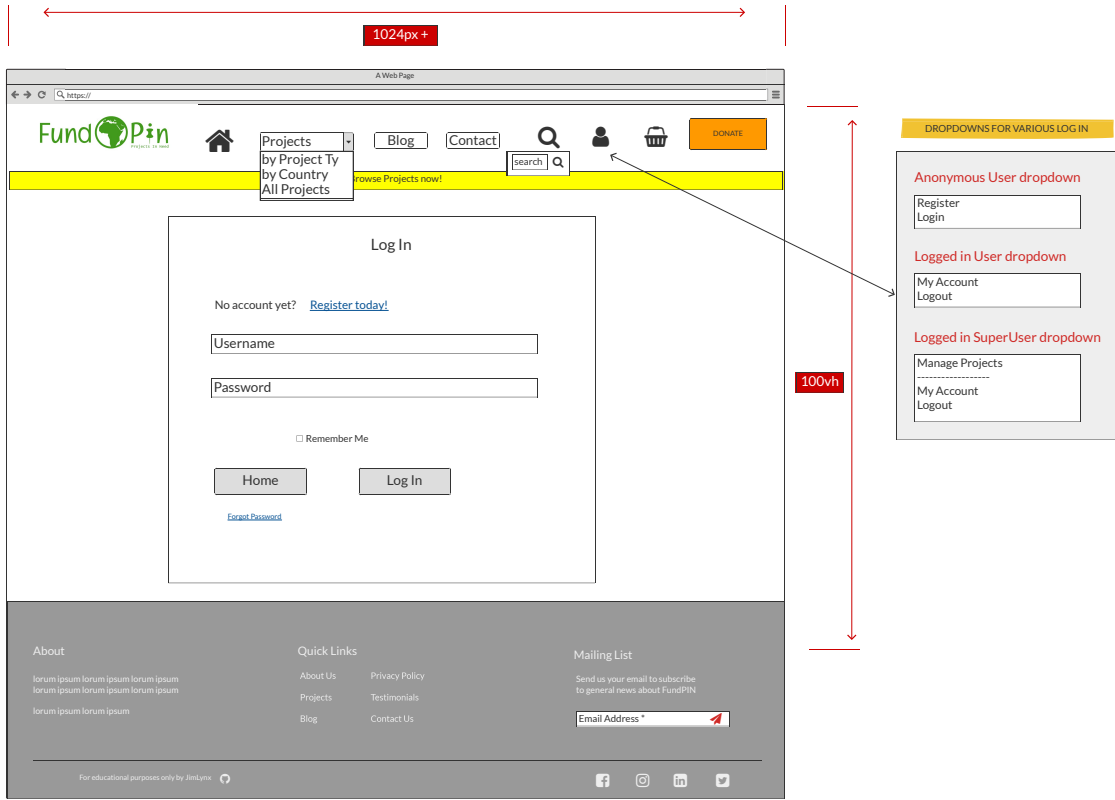 1024px +
A Web Page
https://
FundPin
Projects in need
Projects
Blog
Contact
DONATE
by Project Ty
by Country
All Projects
search
Browse Projects now!
Log In
No account yet? Register today!
Username
Password
Remember Me
Home
Log In
Forgot Password
100vh
DROPDOWNS FOR VARIOUS LOG IN
Anonymous User dropdown
Register
Login
Logged in User dropdown
My Account
Logout
Logged in SuperUser dropdown
Manage Projects
------------------
My Account
Logout
About
lorum ipsum lorum ipsum lorum ipsum
lorum ipsum lorum ipsum lorum ipsum
lorum ipsum lorum ipsum
Quick Links
About Us
Privacy Policy
Projects
Testimonials
Blog
Contact Us
Mailing List
Send us your email to subscribe
to general news about FundPIN
Email Address *
For educational purposes only by JimLynx